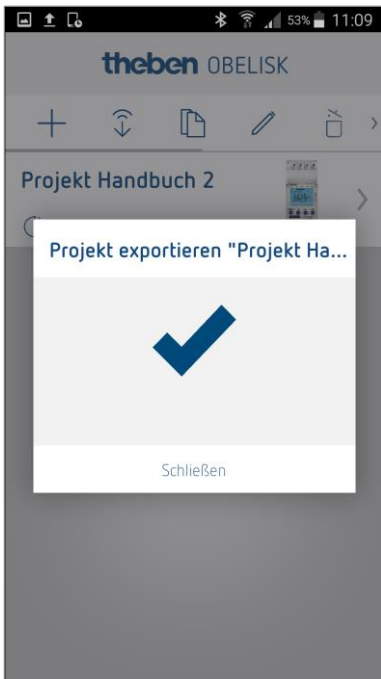 53% 11:09
theben OBELISK
Projekt Handbuch 2
Projekt exportieren "Projekt Ha...
Schließen